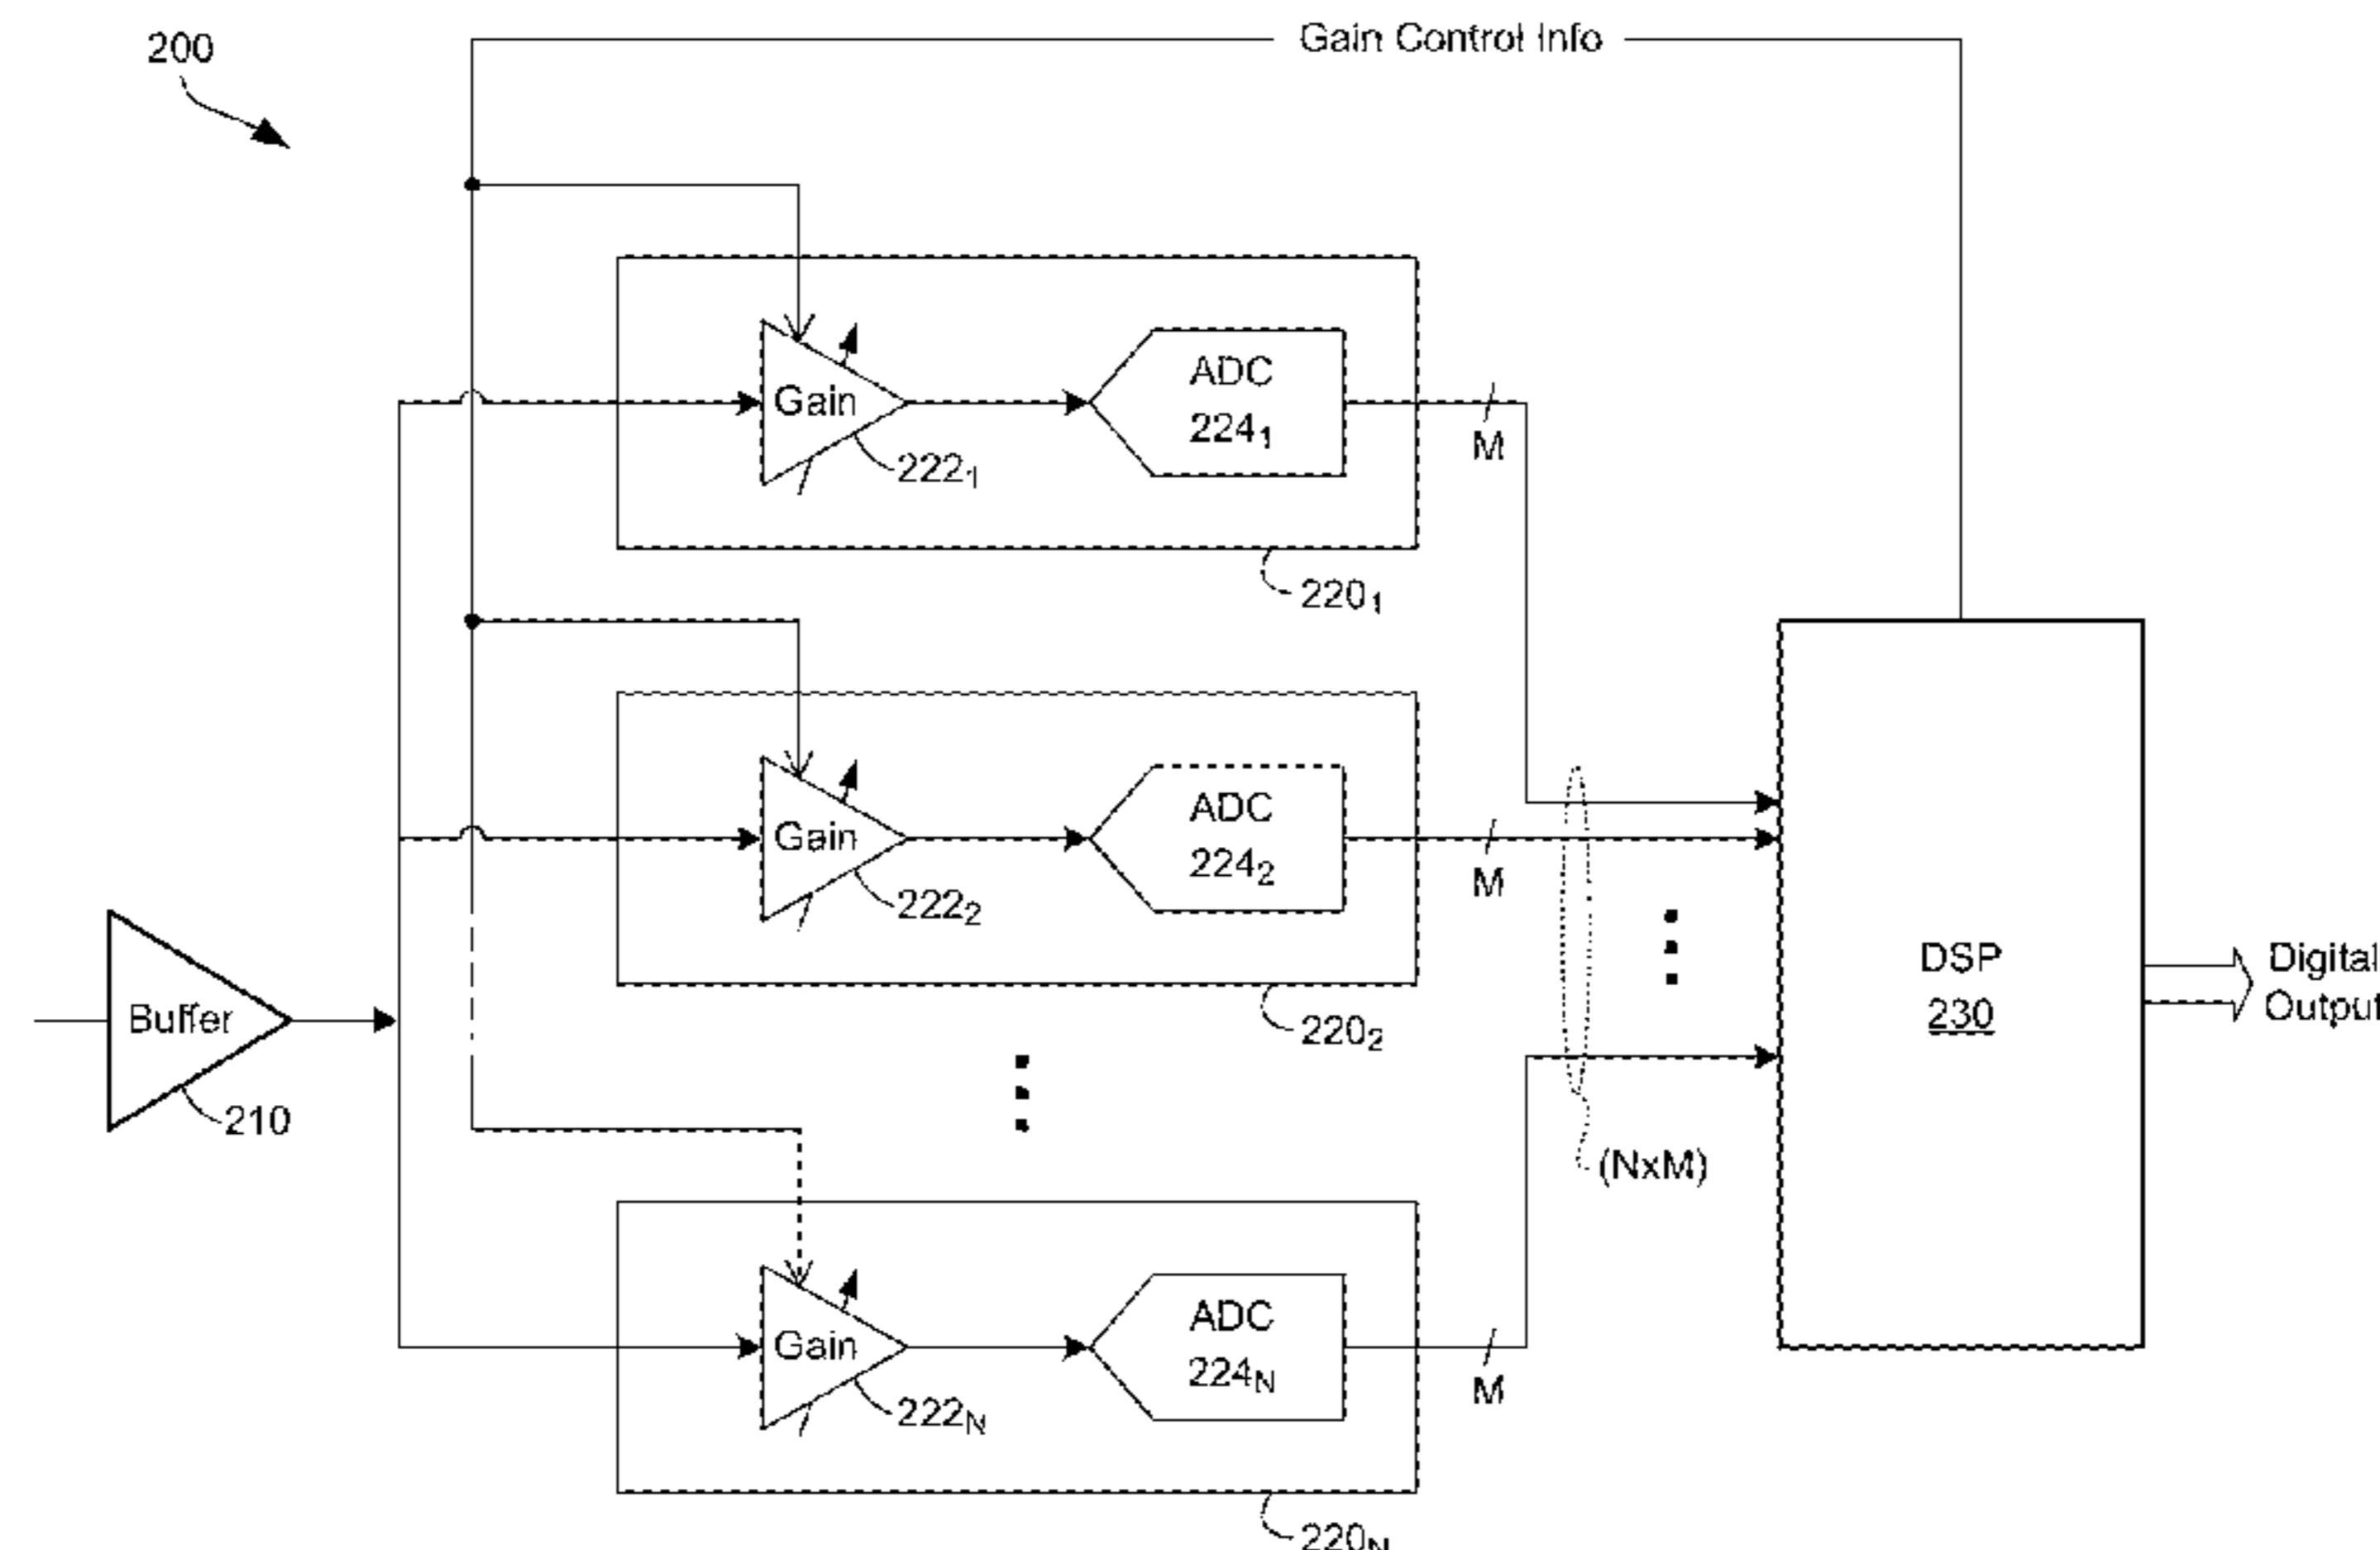 200
Gain Control Info
Gain
ADC
224₁
222₁
M
220₁
Gain
ADC
224₂
222₂
M
220₂
Buffer
210
DSP
230
Digital
Output
(NxM)
Gain
ADC
224N
222N
M
220N